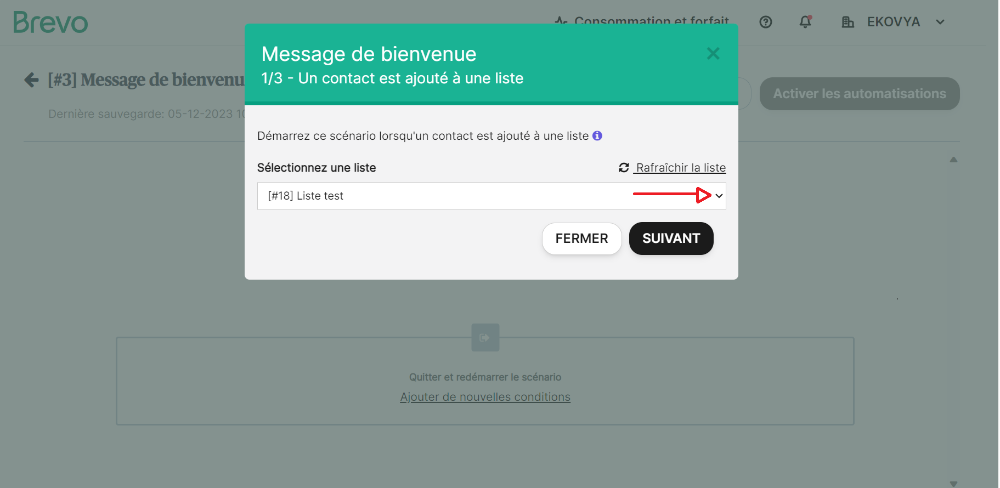 Brevo
Consommation et forfait
EKOVYA
Message de bienvenue
1/3 - Un contact est ajouté à une liste
[#3] Message de bienvenu
Activer les automatisations
Dernière sauvegarde: 05-12-2023 10
Démarrez ce scénario lorsqu'un contact est ajouté à une liste
Sélectionnez une liste
Rafraîchir la liste
[#18] Liste test
FERMER
SUIVANT
Quitter et redémarrer le scénario
Ajouter de nouvelles conditions